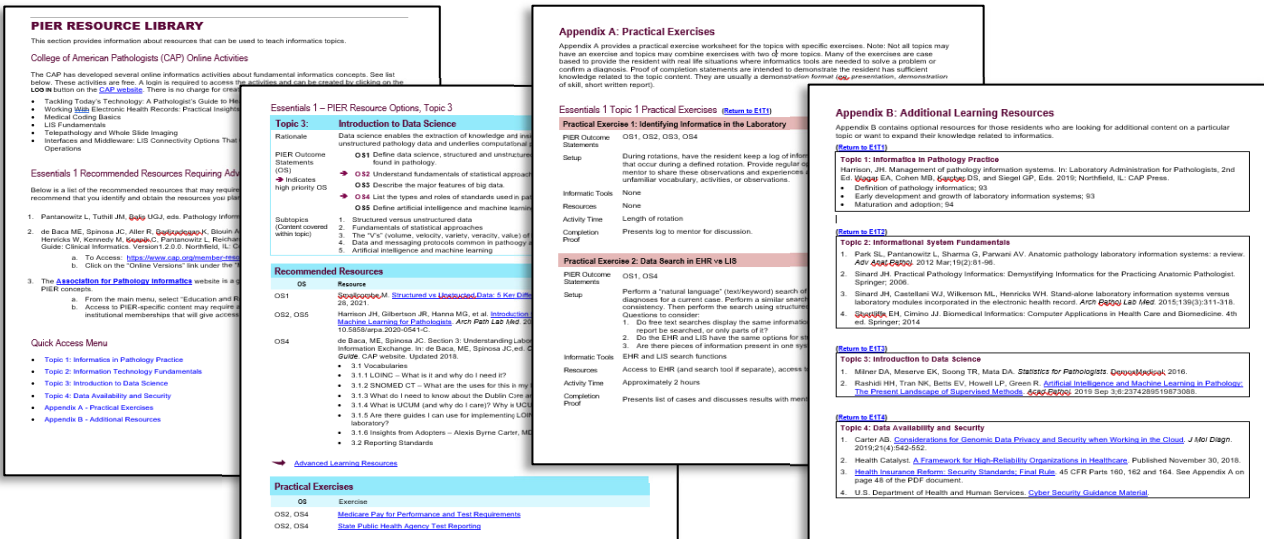 PIER RESOURCE LIBRARY
This section provides information about resources that can be used to teach informatics topics.
College of American Pathologists (CAP) Online Activities
The CAP has developed several online informatics activities about fundamental informatics concepts. See list
below. These activities are free. A login is required to access the activities and can be created by clicking on the
LOG IN button on the CAP website. There is no charge for
Tackling Today's Technology: A Pathologist's Guide to
Working With Electronic Health Records: Practical Insights
Medical Coding Basics
LIS Fundamentals
Telepathology and Whole Slide Imaging
Interfaces and Middleware: LIS Connectivity Options That
Operations
Essentials 1 Recommended Resources Requiring
Below is a list of the recommended resources that may require
recommend that you identify and obtain the resources you
1. Pantanowitz L, Tuthill JM, Balis UGJ, eds. Pathology
2. de Baca ME, Spinosa JC, Aller R, K, Blouin
Henricks W, Kennedy M, C, Pantanowitz L,
Guide: Clinical Informatics. Version1.2.0.0. Northfield, IL:
a. To Access: https://www.cap.org/member-
b. Click on the "Online Versions" link under the
3. The Association for Pathology Informatics website is a
PIER concepts.
a. From the main menu, select "Education and
b. Access to PIER-specific content may require
institutional memberships that will give access
Quick Access Menu
Topic 1: Informatics in Pathology Practice
Topic 2: Information Technology Fundamentals
Topic 3: Introduction to Data Science
Topic 4: Data Availability and Security
Appendix A - Practical Exercises
Appendix B - Additional Resources
Essentials 1 – PIER Resource Options, Topic 3
Topic 3: Introduction to Data Science
Rationale Data science enables the extraction of knowledge and
unstructured pathology data and underlies computational
PIER Outcome Statements (OS)
Indicates high priority OS
OS1 Define data science, structured and unstructured
found in pathology.
OS2 Understand fundamentals of statistical
OS3 Describe the major features of big data.
OS4 List the types and roles of standards used in
OS5 Define artificial intelligence and machine
Subtopics (Content covered within topic)
1. Structured versus unstructured data
2. Fundamentals of statistical approaches
3. The "V's" (volume, velocity, variety, veracity, value) of
4. Data and messaging protocols common in pathology
5. Artificial intelligence and machine learning
Recommended Resources
OS Resource
OS1 Smallcombe M. Structured vs Unstructured Data: 5 Key
28, 2021.
OS2, OS5 Harrison JH, Gilbertson JR, Hanna MG, et al. Introduction
Machine Learning for Pathologists. Arch Path Lab Med.
10.5858/arpa.2020-0541-C.
OS4 de Baca, ME, Spinosa JC. Section 3: Understanding
Information Exchange. In: de Baca, ME, Spinosa JC,ed.
Guide. CAP website. Updated 2018.
3.1 Vocabularies
3.1.1 LOINC – What is it and why do I need it?
3.1.2 SNOMED CT – What are the uses for this in my
3.1.3 What do I need to know about the Dublin Core
3.1.4 What is UCUM (and why do I care)? Why is
3.1.5 Are there guides I can use for implementing
laboratory?
3.1.6 Insights from Adopters – Alexis Byrne Carter,
3.2 Reporting Standards
Advanced Learning Resources
Practical Exercises
OS Exercise
OS2, OS4 Medicare Pay for Performance and Test Requirements
OS2, OS4 State Public Health Agency Test Reporting
Appendix A: Practical Exercises
Appendix A provides a practical exercise worksheet for the topics with specific exercises. Note: Not all topics may
have an exercise and topics may combine exercises with two or more topics. Many of the exercises are case
based to provide the resident with real life situations where informatics tools are needed to solve a problem or
confirm a diagnosis. Proof of completion statements are intended to demonstrate the resident has sufficient
knowledge related to the topic content. They are usually a demonstration format (eg, presentation, demonstration
of skill, short written report).
Essentials 1 Topic 1 Practical Exercises (Return to E1T1)
Practical Exercise 1: Identifying Informatics in the Laboratory
PIER Outcome Statements OS1, OS2, OS3, OS4
Setup During rotations, have the resident keep a log of
that occur during a defined rotation. Provide regular
mentor to share these observations and experiences
unfamiliar vocabulary, activities, or observations.
Informatic Tools None
Resources None
Activity Time Length of rotation
Completion Proof Presents log to mentor for discussion.
Practical Exercise 2: Data Search in EHR vs LIS
PIER Outcome Statements OS1, OS4
Setup Perform a "natural language" (text/keyword) search of
diagnoses for a current case. Perform a similar search
consistency. Then perform the search using
Questions to consider:
1. Do free text searches display the same
report be searched, or only parts of it?
2. Do the EHR and LIS have the same options for
3. Are there pieces of information present in one
Informatic Tools EHR and LIS search functions
Resources Access to EHR (and search tool if separate), access
Activity Time Approximately 2 hours
Completion Proof Presents list of cases and discusses results with
Appendix B: Additional Learning Resources
Appendix B contains optional resources for those residents who are looking for additional content on a particular
topic or want to expand their knowledge related to informatics.
(Return to E1T1)
Topic 1: Informatics in Pathology Practice
Harrison, JH. Management of pathology information systems. In: Laboratory Administration for Pathologists, 2nd
Ed. Wagar EA, Cohen MB, Karcher DS, and Siegel GP, Eds. 2019; Northfield, IL: CAP Press.
Definition of pathology informatics; 93
Early development and growth of laboratory information systems; 93
Maturation and adoption; 94
(Return to E1T2)
Topic 2: Informational System Fundamentals
1. Park SL, Pantanowitz L, Sharma G, Parwani AV. Anatomic pathology laboratory information systems: a review.
Adv Anat Pathol. 2012 Mar;19(2):81-96.
2. Sinard JH. Practical Pathology Informatics: Demystifying Informatics for the Practicing Anatomic Pathologist.
Springer; 2006.
3. Sinard JH, Castellani WJ, Wilkerson ML, Henricks WH. Stand-alone laboratory information systems versus
laboratory modules incorporated in the electronic health record. Arch Pathol Lab Med. 2015;139(3):311-318.
4. Shortliffe EH, Cimino JJ. Biomedical Informatics: Computer Applications in Health Care and Biomedicine. 4th
ed. Springer; 2014
(Return to E1T3)
Topic 3: Introduction to Data Science
1. Milner DA, Meserve EK, Soong TR, Mata DA. Statistics for Pathologists. DemosMedical; 2016.
2. Rashidi HH, Tran NK, Betts EV, Howell LP, Green R. Artificial Intelligence and Machine Learning in Pathology:
The Present Landscape of Supervised Methods. Acad Pathol. 2019 Sep 3;6:2374289519873088.
(Return to E1T4)
Topic 4: Data Availability and Security
1. Carter AB. Considerations for Genomic Data Privacy and Security when Working in the Cloud. J Mol Diagn.
2019;21(4):542-552.
2. Health Catalyst. A Framework for High-Reliability Organizations in Healthcare. Published November 30, 2018.
3. Health Insurance Reform: Security Standards; Final Rule. 45 CFR Parts 160, 162 and 164. See Appendix A on
page 48 of the PDF document.
4. U.S. Department of Health and Human Services. Cyber Security Guidance Material.